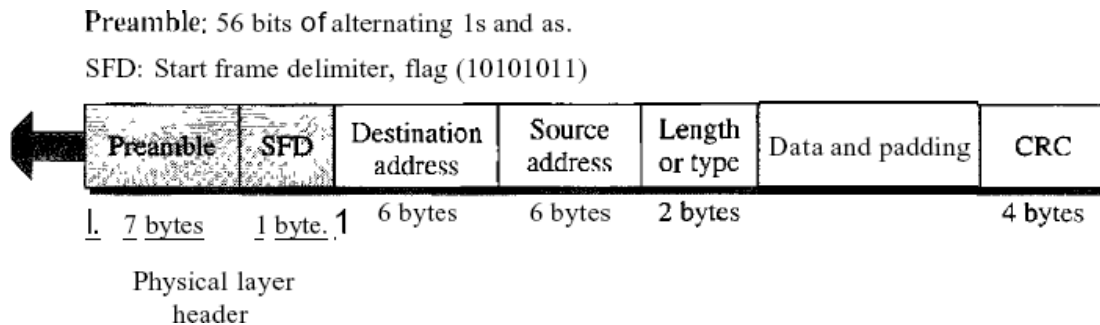 Preamble: 56 bits of alternating 1s and as.
SFD: Start frame delimiter, flag (10101011)
Preamble SFD Destination address Source address Length or type Data and padding CRC
l. 7 bytes 1 byte. 1 6 bytes 6 bytes 2 bytes 4 bytes
Physical layer
header